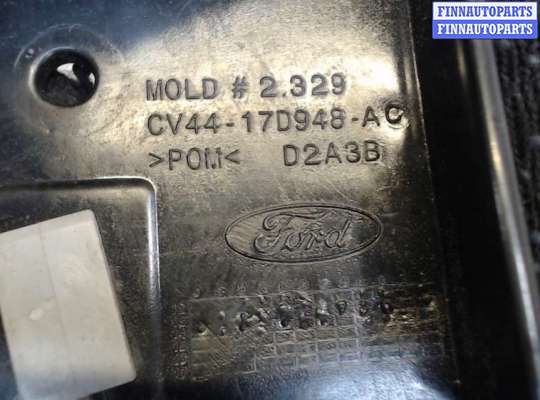 FINNAUTOPARTS
FINNAUTOPARTS
MOLD # 2.329
CV44-17D948-AC
>POM< D2A3B
Ford